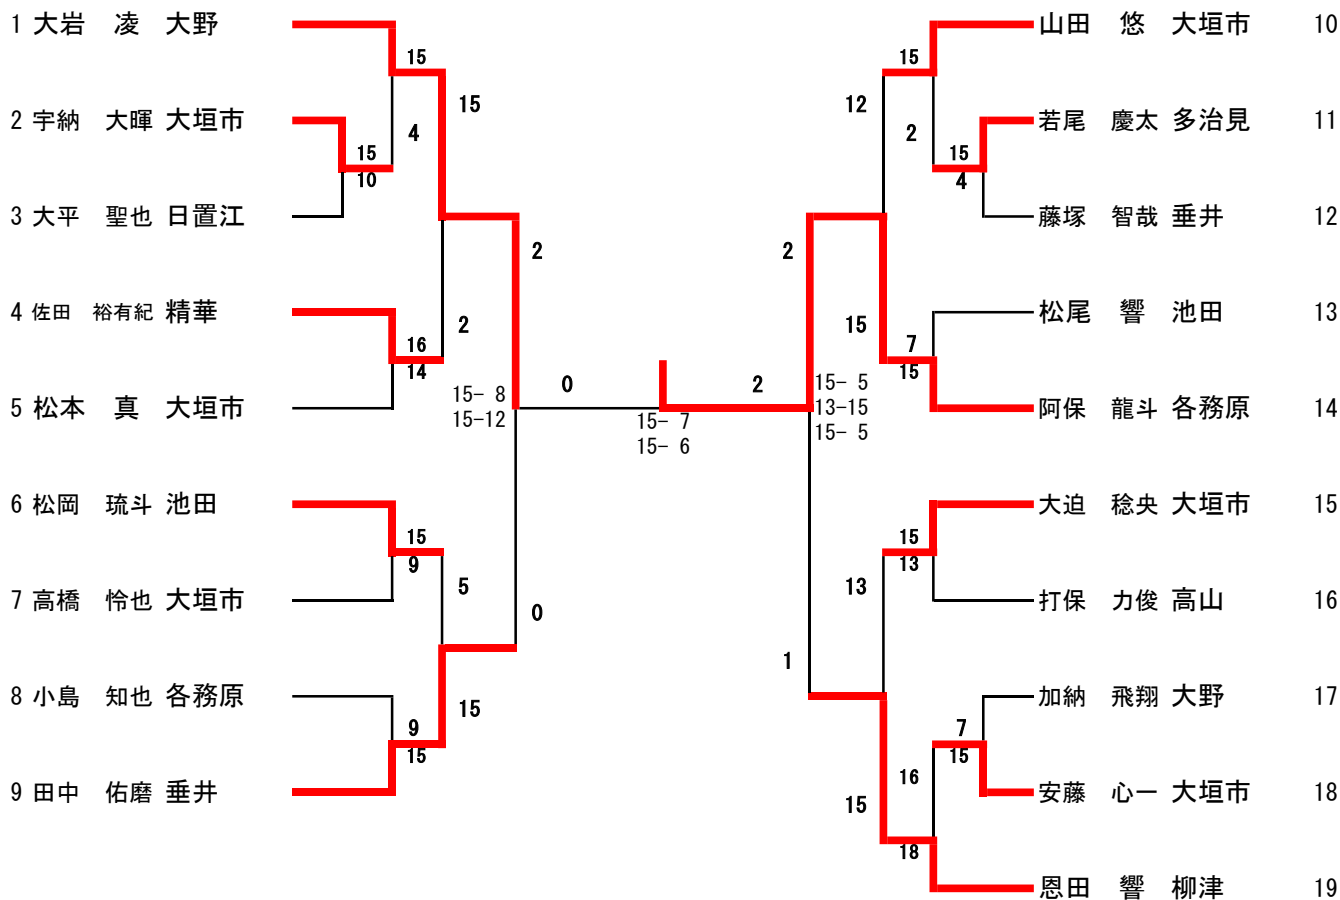 1 大岩　凌　大野
2 宇納　大暉 大垣市
3 大平　聖也 日置江
4 佐田　裕有紀 精華
5 松本　真　大垣市
6 松岡　琉斗 池田
7 高橋　怜也 大垣市
8 小島　知也 各務原
9 田中　佑磨 垂井
15
4
15
10
15
2
16
14
2
15- 8
15-12
0
15
9
5
0
15
9
15
0
2
15- 7
15- 6
15
12
2
15
4
2
15
7
15
15- 5
13-15
15- 5
15
13
13
1
7
15
16
15
18
山田　悠　大垣市 10
若尾　慶太 多治見 11
藤塚　智哉 垂井 12
松尾　響　池田 13
阿保　龍斗 各務原 14
大迫　稔央 大垣市 15
打保　力俊 高山 16
加納　飛翔 大野 17
安藤　心一 大垣市 18
恩田　響　柳津 19